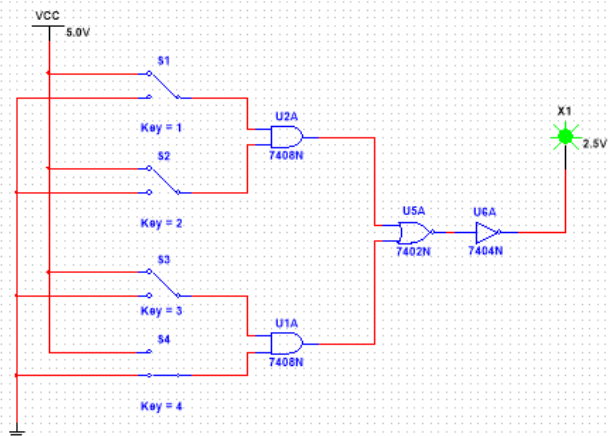 VCC
5.0V
S1
Key = 1
U2A
7408N
S2
Key = 2
X1
2.5V
U5A
7402N
U6A
7404N
S3
Key = 3
U1A
7408N
S4
Key = 4